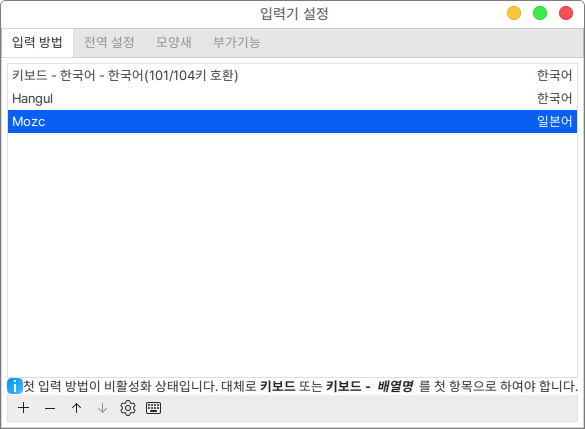 입력기 설정
입력 방법 전역 설정 모양새 부가기능
키보드 - 한국어 - 한국어(101/104키 호환) 한국어
Hangul 한국어
Mozc 일본어
첫 입력 방법이 비활성화 상태입니다. 대체로 키보드 또는 키보드 - 배열명 를 첫 항목으로 하여야 합니다.